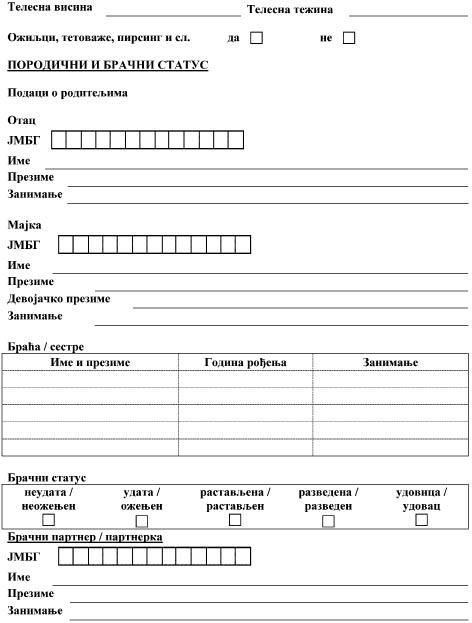 Телесна висина Телесна тежина
Ожиљци, тетоваже, пирсинг и сл. да не
ПОРОДИЧНИ И БРАЧНИ СТАТУС
Подаци о родитељима
Отац
ЈМБГ
Име
Презиме
Занимање
Мајка
ЈМБГ
Име
Презиме
Девојачко презиме
Занимање
Браћа / сестре
Име и презиме Година рођења Занимање
Брачни статус
неудата / удата / растављена / разведена / удовица /
неожењен ожењен растављен разведен удовац
Брачни партнер / партнерка
ЈМБГ
Име
Презиме
Занимање